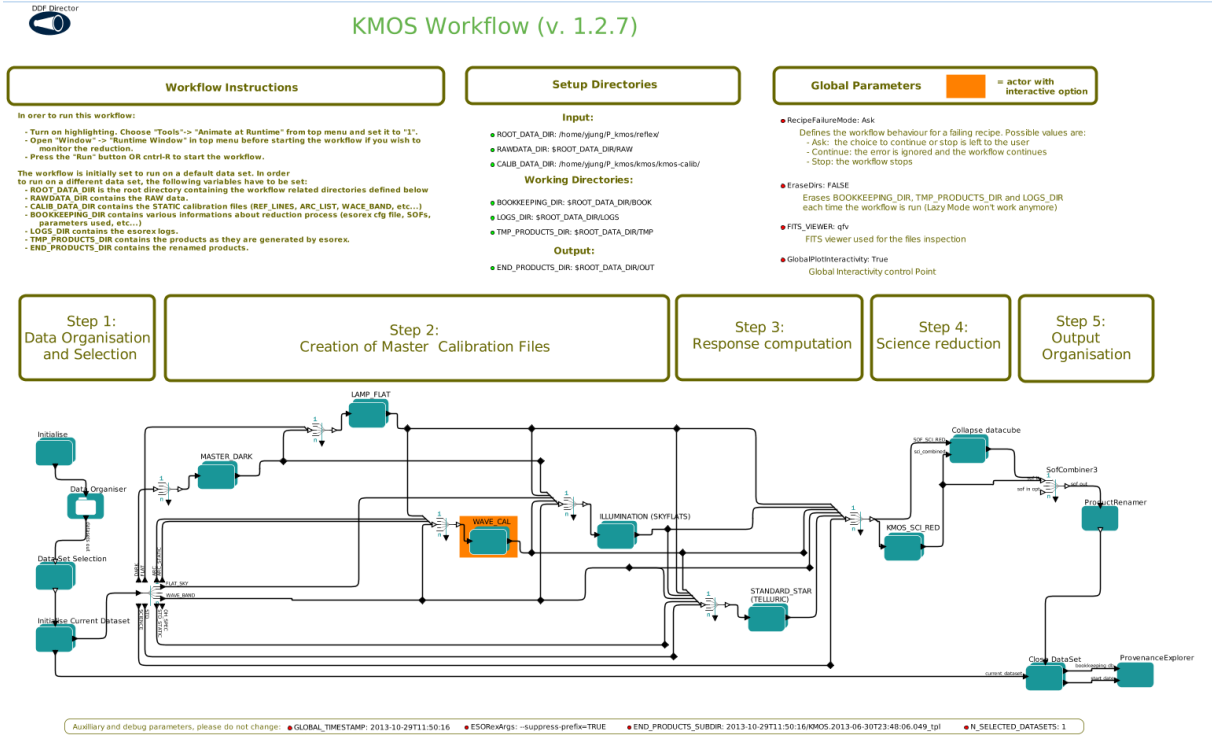 DDF Director
KMOS Workflow (v. 1.2.7)
Workflow Instructions
In orer to run this workflow:
- Turn on highlighting. Choose "Tools"-> "Animate at Runtime" from top menu and set it to "1".
- Open "Window" -> "Runtime Window" in top menu before starting the workflow if you wish to
monitor the reduction.
- Press the "Run" button OR cntrl-R to start the workflow.
The workflow is initially set to run on a default data set. In order
to run on a different data set, the following variables have to be set:
- ROOT_DATA_DIR is the root directory containing the workflow related directories defined below
- RAWDATA_DIR contains the RAW data.
- CALIB_DATA_DIR contains the STATIC calibration files (REF_LINES, ARC_LIST, WACE_BAND, etc...)
- BOOKKEEPING_DIR contains various informations about reduction process (esorex cfg file, SOFs,
parameters used, etc...)
- LOGS_DIR contains the esorex logs.
- TMP_PRODUCTS_DIR contains the products as they are generated by esorex.
- END_PRODUCTS_DIR contains the renamed products.
Setup Directories
Input:
ROOT_DATA_DIR: /home/yjung/P_kmos/reflex/
RAWDATA_DIR: $ROOT_DATA_DIR/RAW
CALIB_DATA_DIR: /home/yjung/P_kmos/kmos/kmos-calib/
Working Directories:
BOOKKEEPING_DIR: $ROOT_DATA_DIR/BOOK
LOGS_DIR: $ROOT_DATA_DIR/LOGS
TMP_PRODUCTS_DIR: $ROOT_DATA_DIR/TMP
Output:
END_PRODUCTS_DIR: $ROOT_DATA_DIR/OUT
Global Parameters
= actor with
interactive option
RecipeFailureMode: Ask
Defines the workflow behaviour for a failing recipe. Possible values are:
- Ask: the choice to continue or stop is left to the user
- Continue: the error is ignored and the workflow continues
- Stop: the workflow stops
EraseDirs: FALSE
Erases BOOKKEEPING_DIR, TMP_PRODUCTS_DIR and LOGS_DIR
each time the workflow is run (Lazy Mode won't work anymore)
FITS_VIEWER: qfv
FITS viewer used for the files inspection
GlobalPlotInteractivity: True
Global Interactivity control Point
Step 1:
Data Organisation
and Selection
Step 2:
Creation of Master Calibration Files
Step 3:
Response computation
Step 4:
Science reduction
Step 5:
Output
Organisation
Initialise
Data Organiser
DataSet Selection
Initialise Current Dataset
MASTER_DARK
LAMP_FLAT
DARK
FLAT
ARC
FLAT_SKY
WAVE_BAND
SCIENCE
STD
WAVE_CAL
ILLUMINATION (SKYFLATS)
STANDARD_STAR
(TELLURIC)
KMOS_SCI_RED
Collapse datacube
SOF_SCI_RED
sci_combined
SofCombiner3
sof out
ProductRenamer
current_dataset
Close DataSet
bookkeeping_db
start_date
ProvenanceExplorer
Auxilliary and debug parameters, please do not change:
GLOBAL_TIMESTAMP: 2013-10-29T11:50:16
ESORexArgs: --suppress-prefix=TRUE
END_PRODUCTS_SUBDIR: 2013-10-29T11:50:16/KMOS.2013-06-30T23:48:06.049_tpl
N_SELECTED_DATASETS: 1